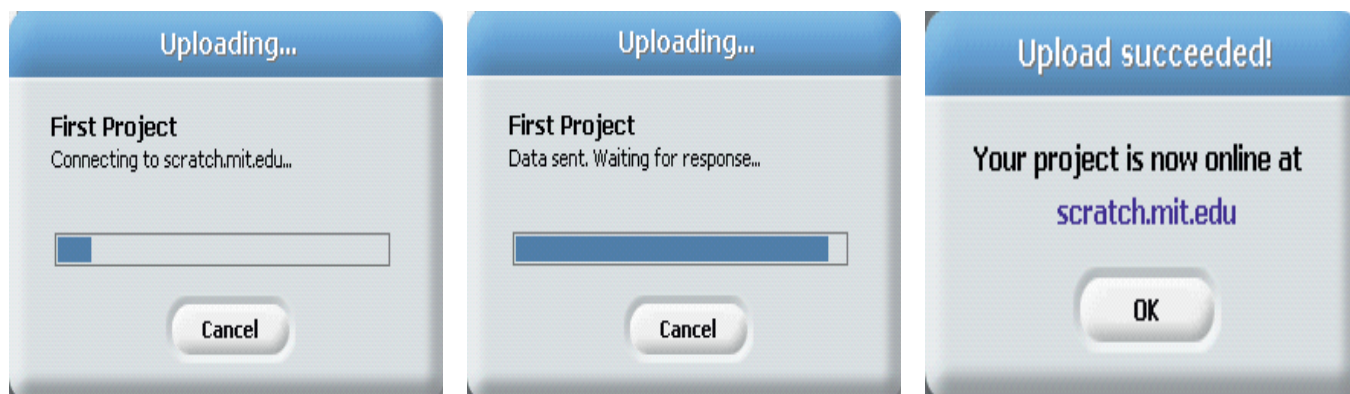 Uploading...
First Project
Connecting to scratch.mit.edu...
Cancel
Uploading...
First Project
Data sent. Waiting for response...
Cancel
Upload succeeded!
Your project is now online at
scratch.mit.edu
OK